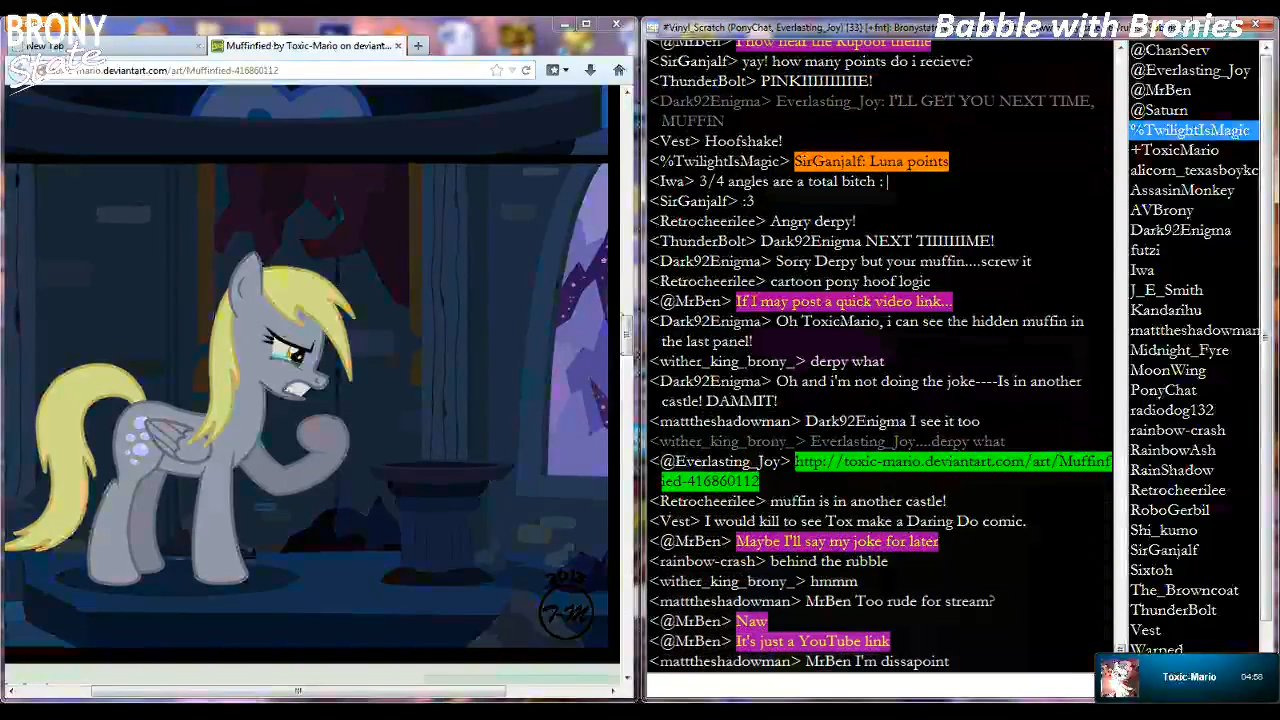 BRONY
State
New Tab
Muffinfied by Toxic-Mario on deviant...
mario.deviantart.com/art/Muffinfied-416860112
2013
T-M
#Vinyl_Scratch (PonyChat, Everlasting_Joy) [33] [+fnt]: Bronystat
Babble with Bronies
<@MrBen> I now hear the Rupoor theme
<SirGanjalf> yay! how many points do i recieve?
<ThunderBolt> PINKIIIIIIIIIIE!
<Dark92Enigma> Everlasting_Joy: I'LL GET YOU NEXT TIME,
MUFFIN
<Vest> Hoofshake!
<%TwilightIsMagic> SirGanjalf: Luna points
<Iwa> 3/4 angles are a total bitch : |
<SirGanjalf> :3
<Retrocheerilee> Angry derpy!
<ThunderBolt> Dark92Enigma NEXT TIIIIIIIME!
<Dark92Enigma> Sorry Derpy but your muffin....screw it
<Retrocheerilee> cartoon pony hoof logic
<@MrBen> If I may post a quick video link...
<Dark92Enigma> Oh ToxicMario, i can see the hidden muffin in
the last panel!
<wither_king_brony_> derpy what
<Dark92Enigma> Oh and i'm not doing the joke----Is in another
castle! DAMMIT!
<matttheshadowman> Dark92Enigma I see it too
<wither_king_brony_> Everlasting_Joy....derpy what
<@Everlasting_Joy> http://toxic-mario.deviantart.com/art/Muffinf
ied-416860112
<Retrocheerilee> muffin is in another castle!
<Vest> I would kill to see Tox make a Daring Do comic.
<@MrBen> Maybe I'll say my joke for later
<rainbow-crash> behind the rubble
<wither_king_brony_> hmmm
<matttheshadowman> MrBen Too rude for stream?
<@MrBen> Naw
<@MrBen> It's just a YouTube link
<matttheshadowman> MrBen I'm dissapoint
@ChanServ
@Everlasting_Joy
@MrBen
@Saturn
%TwilightIsMagic
+ToxicMario
alicorn_texasboykc
AssasinMonkey
AVBrony
Dark92Enigma
futzi
Iwa
J_E_Smith
Kandarihu
matttheshadowman
Midnight_Fyre
MoonWing
PonyChat
radiodog132
rainbow-crash
RainbowAsh
RainShadow
Retrocheerilee
RoboGerbil
Shi_kumo
SirGanjalf
Sixtoh
The_Browncoat
ThunderBolt
Vest
Warned
Toxic-Mario
04:58